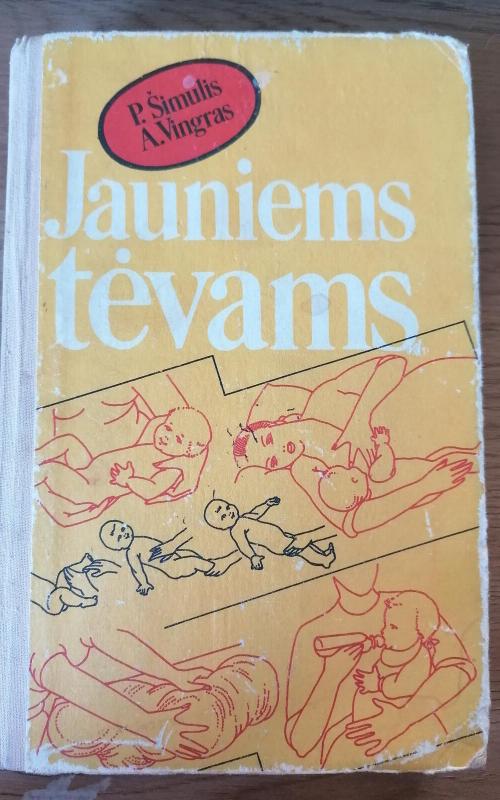 P. Šimulis
A. Vingras
Jauniems
tėvams